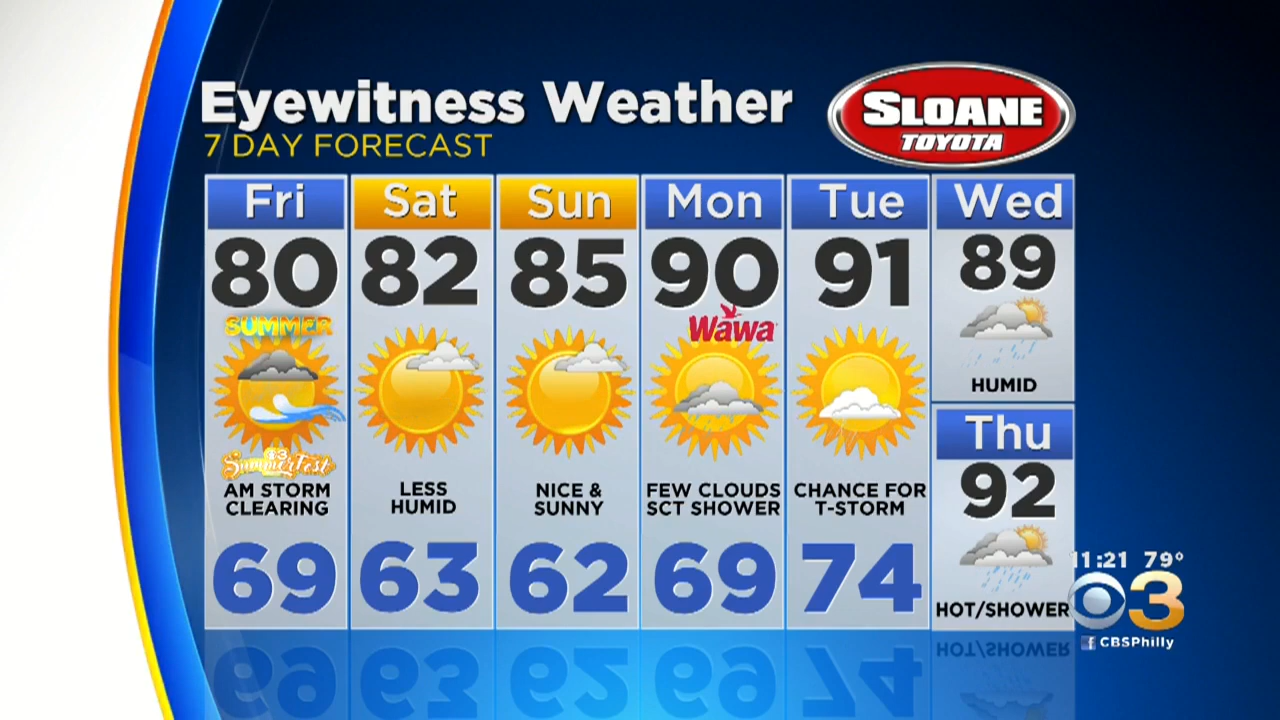 Eyewitness Weather
7 DAY FORECAST
SLOANE
TOYOTA
Fri
80
SUMMER
3
SummerFest
AM STORM
CLEARING
69
Sat
82
LESS
HUMID
63
Sun
85
NICE &
SUNNY
62
Mon
90
Wawa
FEW CLOUDS
SCT SHOWER
69
Tue
91
CHANCE FOR
T-STORM
74
Wed
89
HUMID
Thu
92
HOT/SHOWER
11:21 79°
3
f CBSPhilly